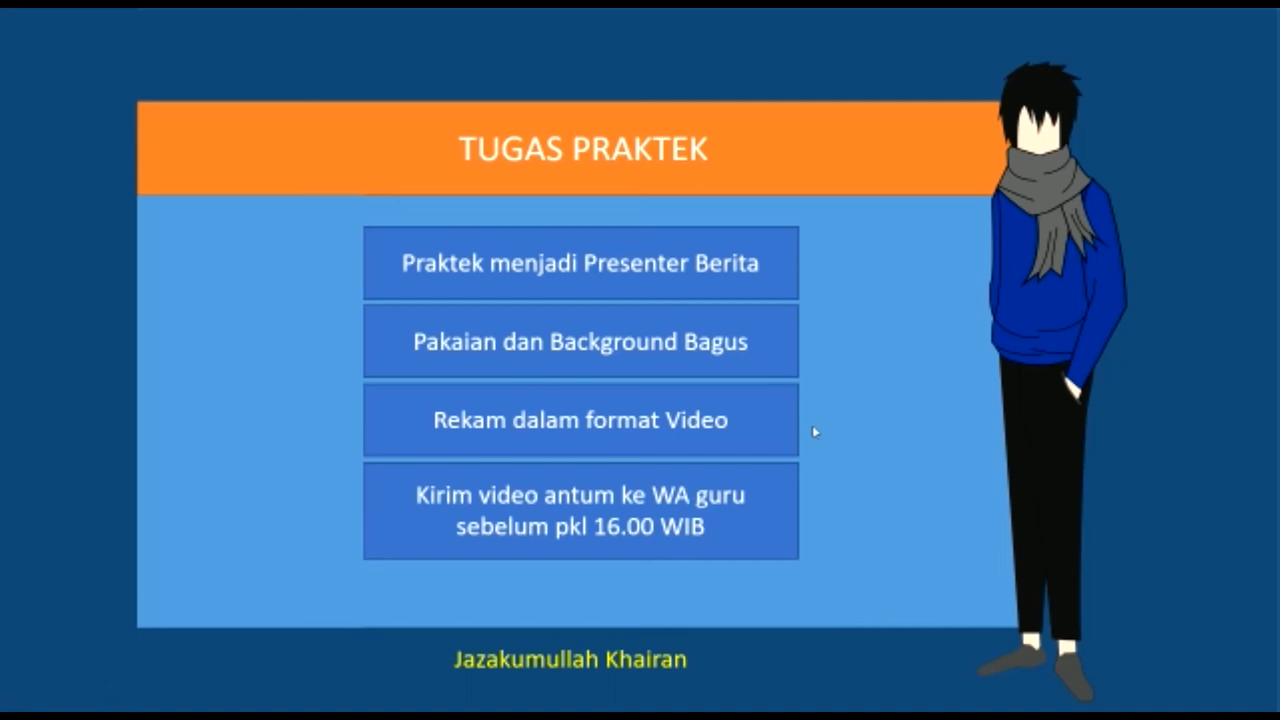 TUGAS PRAKTEK
Praktek menjadi Presenter Berita
Pakaian dan Background Bagus
Rekam dalam format Video
Kirim video antum ke WA guru
sebelum pkl 16.00 WIB
Jazakumullah Khairan